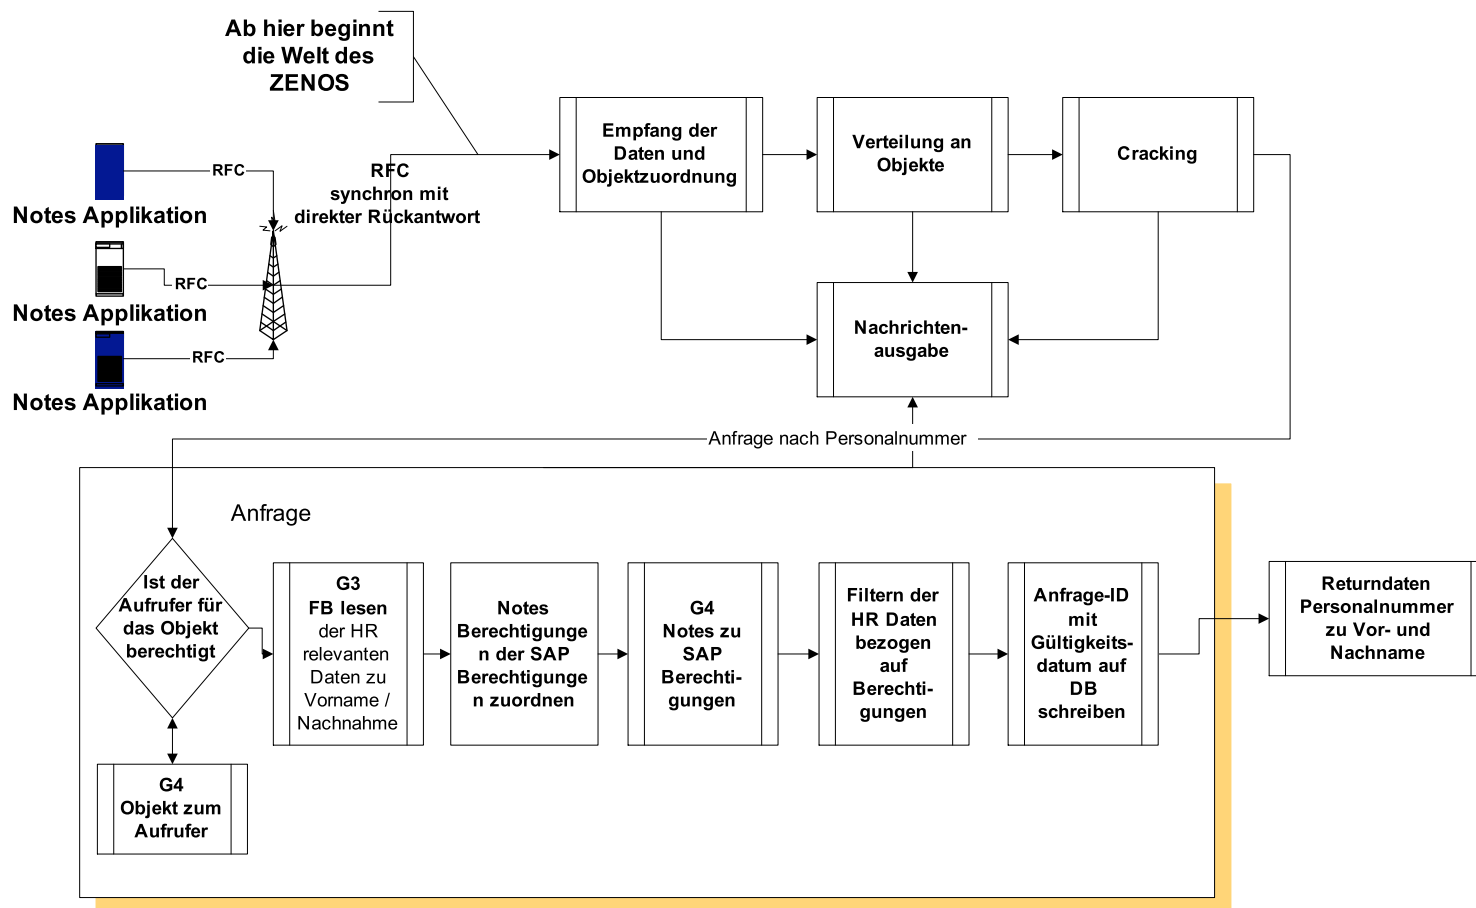 Ab hier beginnt
die Welt des
ZENOS
RFC
Notes Applikation
RFC
Notes Applikation
RFC
Notes Applikation
RFC
synchron mit
direkter Rückantwort
Empfang der
Daten und
Objektzuordnung
Verteilung an
Objekte
Cracking
Nachrichten-
ausgabe
Anfrage nach Personalnummer
Anfrage
Ist der
Aufrufer für
das Objekt
berechtigt
G4
Objekt zum
Aufrufer
G3
FB lesen
der HR
relevanten
Daten zu
Vorname /
Nachnahme
Notes
Berechtigunge
n der SAP
Berechtigunge
n zuordnen
G4
Notes zu
SAP
Berechti-
gungen
Filtern der
HR Daten
bezogen
auf
Berechti-
gungen
Anfrage-ID
mit
Gültigkeits-
datum auf
DB
schreiben
Returndaten
Personalnummer
zu Vor- und
Nachname